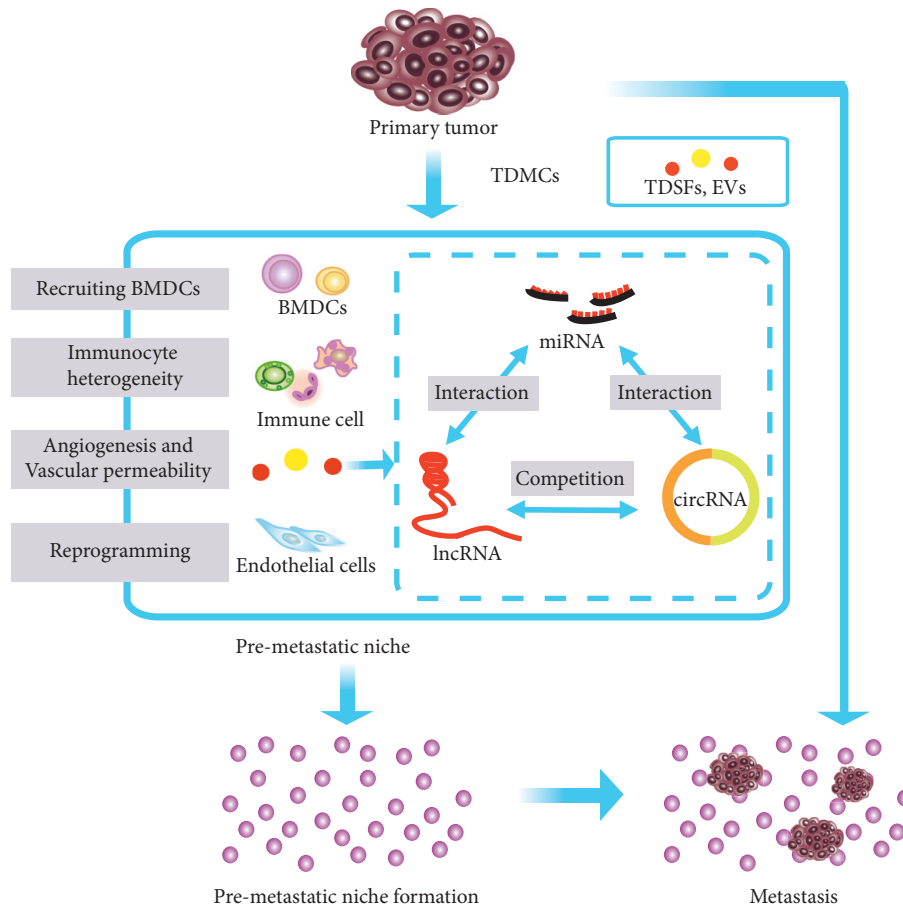 Primary tumor
TDMCs
TDSFs, EVs
Recruiting BMDCs
BMDCs
Immunocyte
heterogeneity
Immune cell
Angiogenesis and
Vascular permeability
Reprogramming
Endothelial cells
miRNA
Interaction
Interaction
Competition
lncRNA
circRNA
Pre-metastatic niche
Pre-metastatic niche formation
Metastasis